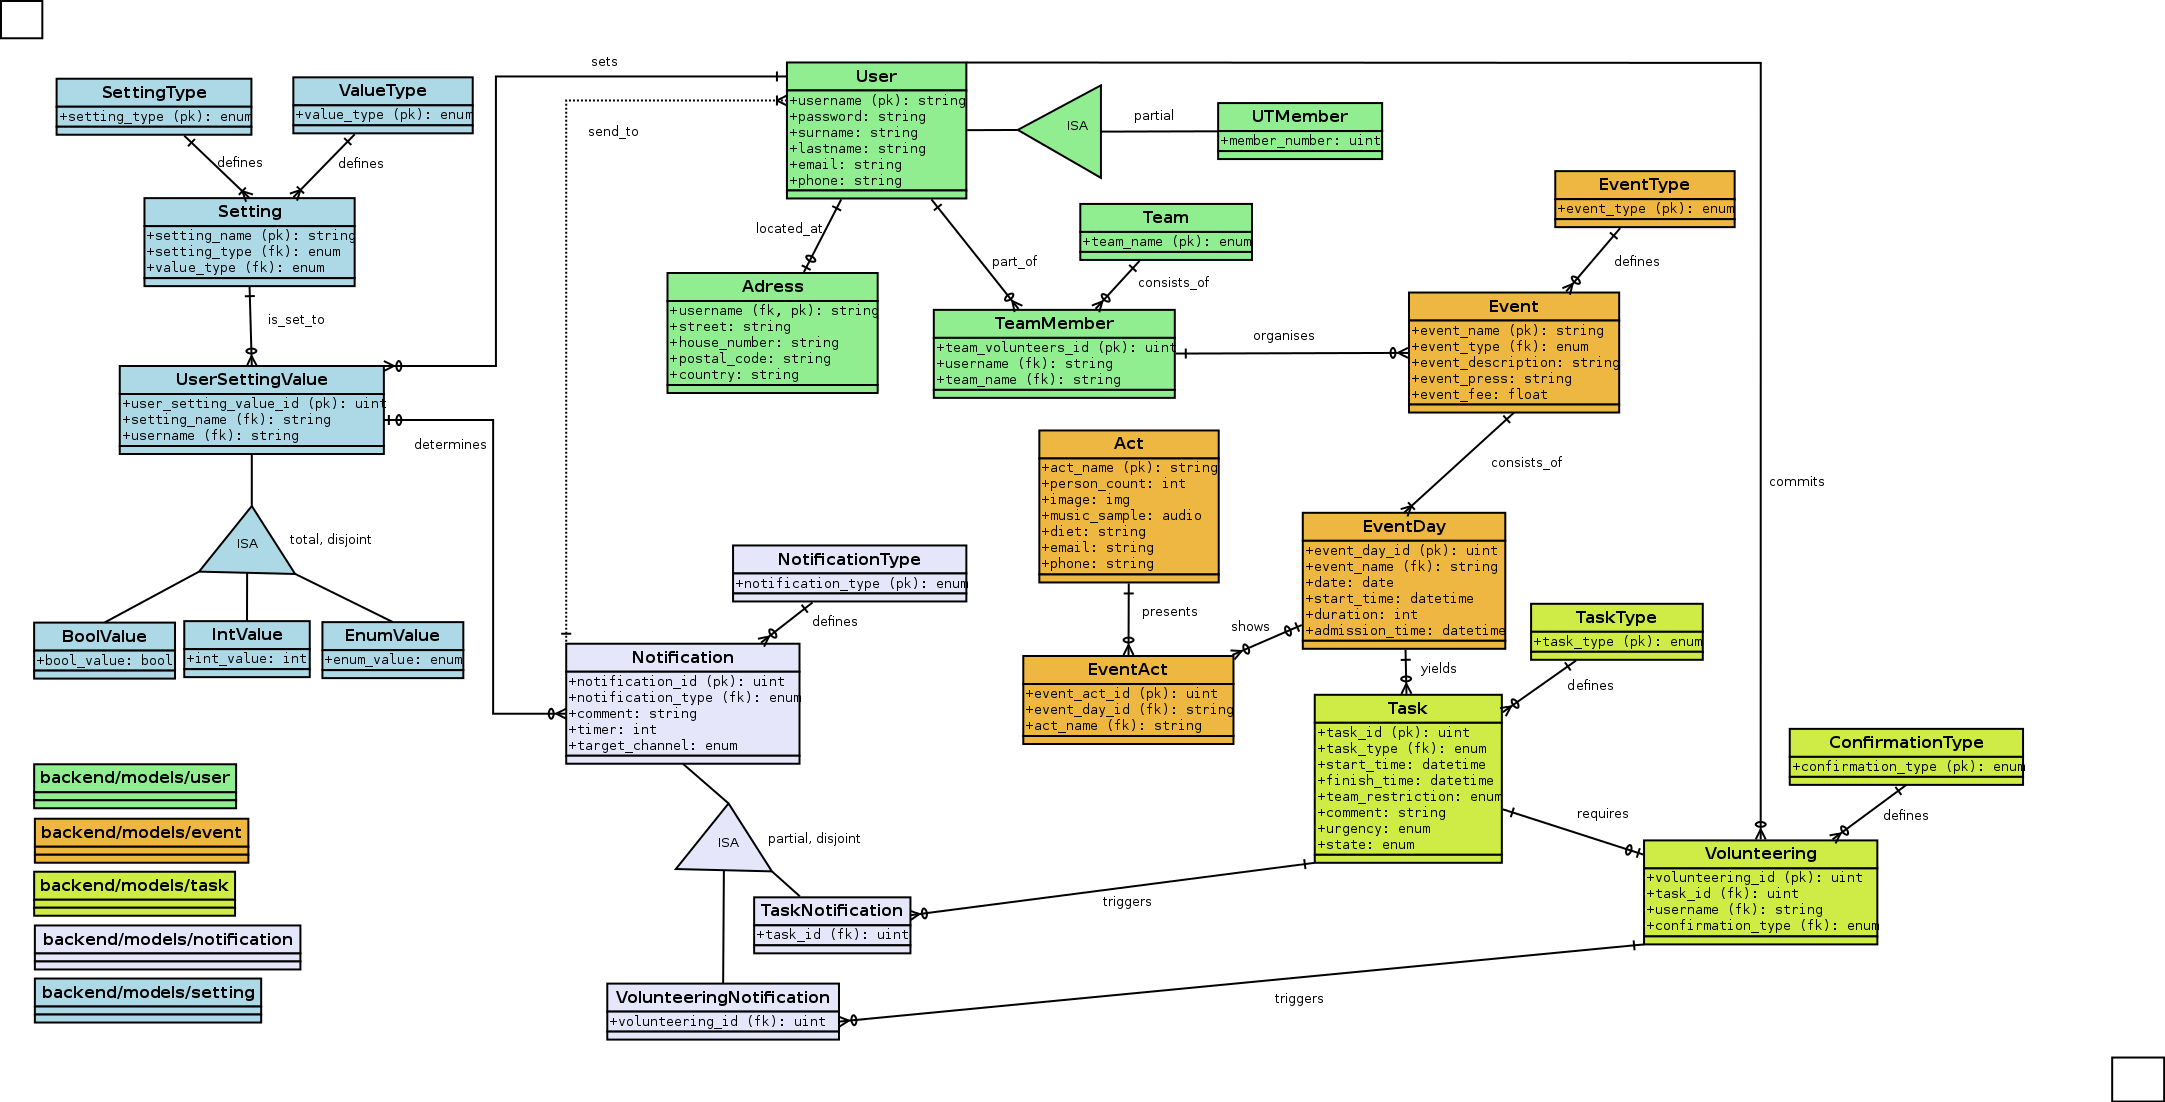 sets
User
+username (pk): string
+password: string
+surname: string
+lastname: string
+email: string
+phone: string
SettingType
+setting_type (pk): enum
ValueType
+value_type (pk): enum
defines
defines
send_to
ISA
partial
UTMember
+member_number: uint
Setting
+setting_name (pk): string
+setting_type (fk): enum
+value_type (fk): enum
is_set_to
located_at
Adress
+username (fk, pk): string
+street: string
+house_number: string
+postal_code: string
+country: string
part_of
Team
+team_name (pk): enum
consists_of
TeamMember
+team_volunteers_id (pk): uint
+username (fk): string
+team_name (fk): string
organises
EventType
+event_type (pk): enum
defines
Event
+event_name (pk): string
+event_type (fk): enum
+event_description: string
+event_press: string
+event_fee: float
consists_of
commits
UserSettingValue
+user_setting_value_id (pk): uint
+setting_name (fk): string
+username (fk): string
determines
ISA
total, disjoint
BoolValue
+bool_value: bool
IntValue
+int_value: int
EnumValue
+enum_value: enum
Act
+act_name (pk): string
+person_count: int
+image: img
+music_sample: audio
+diet: string
+email: string
+phone: string
presents
shows
EventDay
+event_day_id (pk): uint
+event_name (fk): string
+date: date
+start_time: datetime
+duration: int
+admission_time: datetime
yields
EventAct
+event_act_id (pk): uint
+event_day_id (fk): string
+act_name (fk): string
NotificationType
+notification_type (pk): enum
defines
Notification
+notification_id (pk): uint
+notification_type (fk): enum
+comment: string
+timer: int
+target_channel: enum
TaskType
+task_type (pk): enum
defines
Task
+task_id (pk): uint
+task_type (fk): enum
+start_time: datetime
+finish_time: datetime
+team_restriction: enum
+comment: string
+urgency: enum
+state: enum
requires
ConfirmationType
+confirmation_type (pk): enum
defines
Volunteering
+volunteering_id (pk): uint
+task_id (fk): uint
+username (fk): string
+confirmation_type (fk): enum
ISA
partial, disjoint
TaskNotification
+task_id (fk): uint
triggers
VolunteeringNotification
+volunteering_id (fk): uint
triggers
backend/models/user
backend/models/event
backend/models/task
backend/models/notification
backend/models/setting